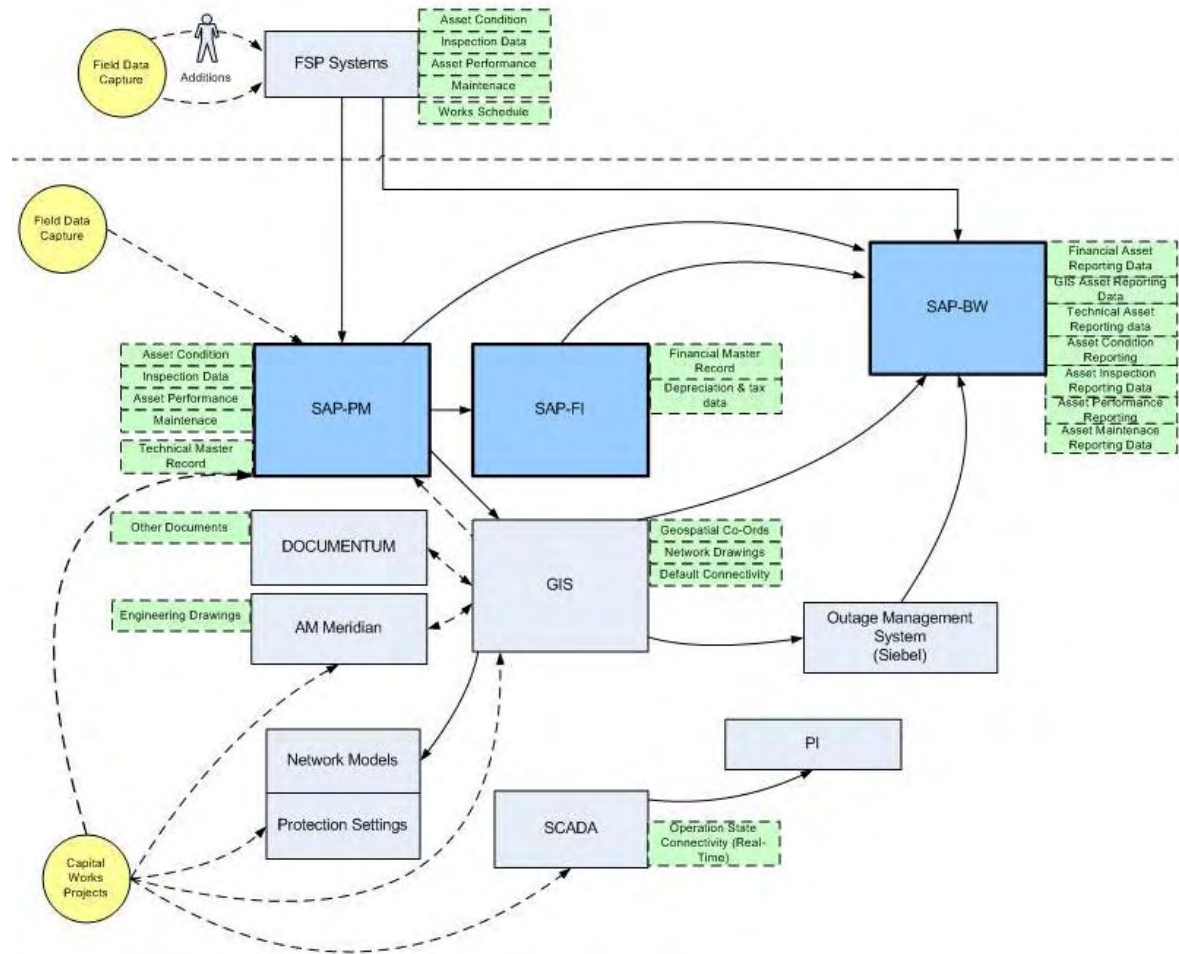 Field Data
Capture
Additions
FSP Systems
Asset Condition
Inspection Data
Asset Performance
Maintenace
Works Schedule
Field Data
Capture
Asset Condition
Inspection Data
Asset Performance
Maintenace
Technical Master
Record
SAP-PM
SAP-FI
Financial Master
Record
Depreciation & tax
data
SAP-BW
Financial Asset
Reporting Data
GIS Asset Reporting
Data
Technical Asset
Reporting data
Asset Condition
Reporting
Asset Inspection
Reporting Data
Asset Performance
Reporting
Asset Maintenace
Reporting Data
Other Documents
DOCUMENTUM
Engineering Drawings
AM Meridian
GIS
Geospatial Co-Ords
Network Drawings
Default Connectivity
Outage Management
System
(Siebel)
Network Models
Protection Settings
PI
SCADA
Operation State
Connectivity (Real-
Time)
Capital
Works
Projects